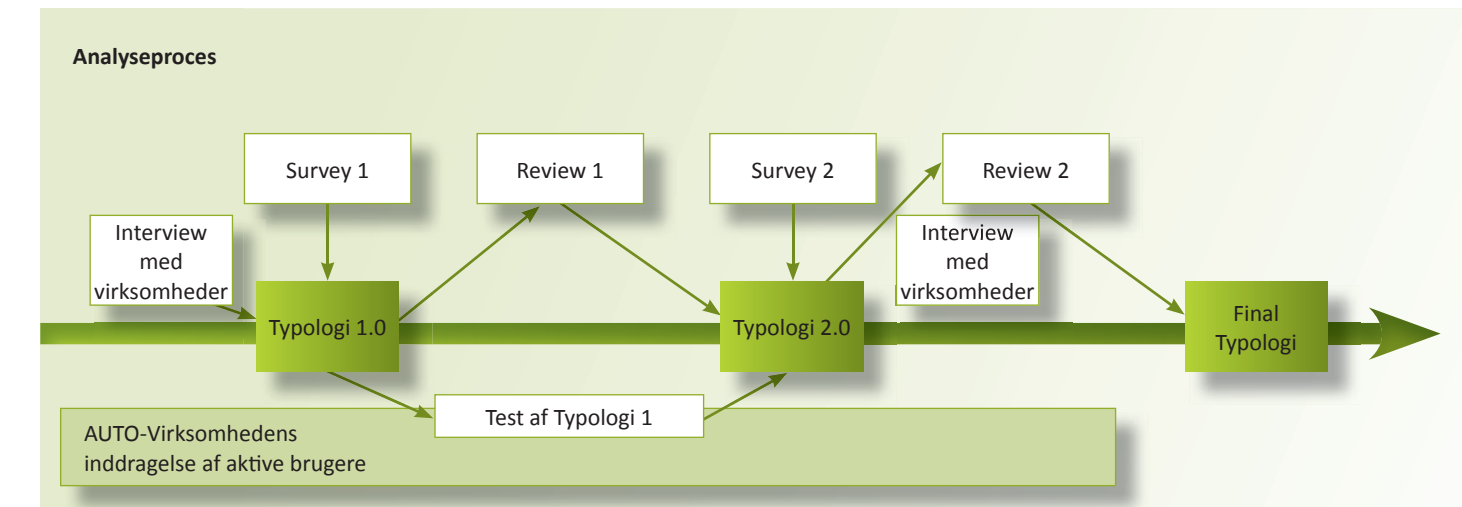 Analyseproces
Survey 1
Review 1
Survey 2
Review 2
Interview
med
virksomheder
Interview
med
virksomheder
Typologi 1.0
Typologi 2.0
Final
Typologi
Test af Typologi 1
AUTO-Virksomhedens
inddragelse af aktive brugere